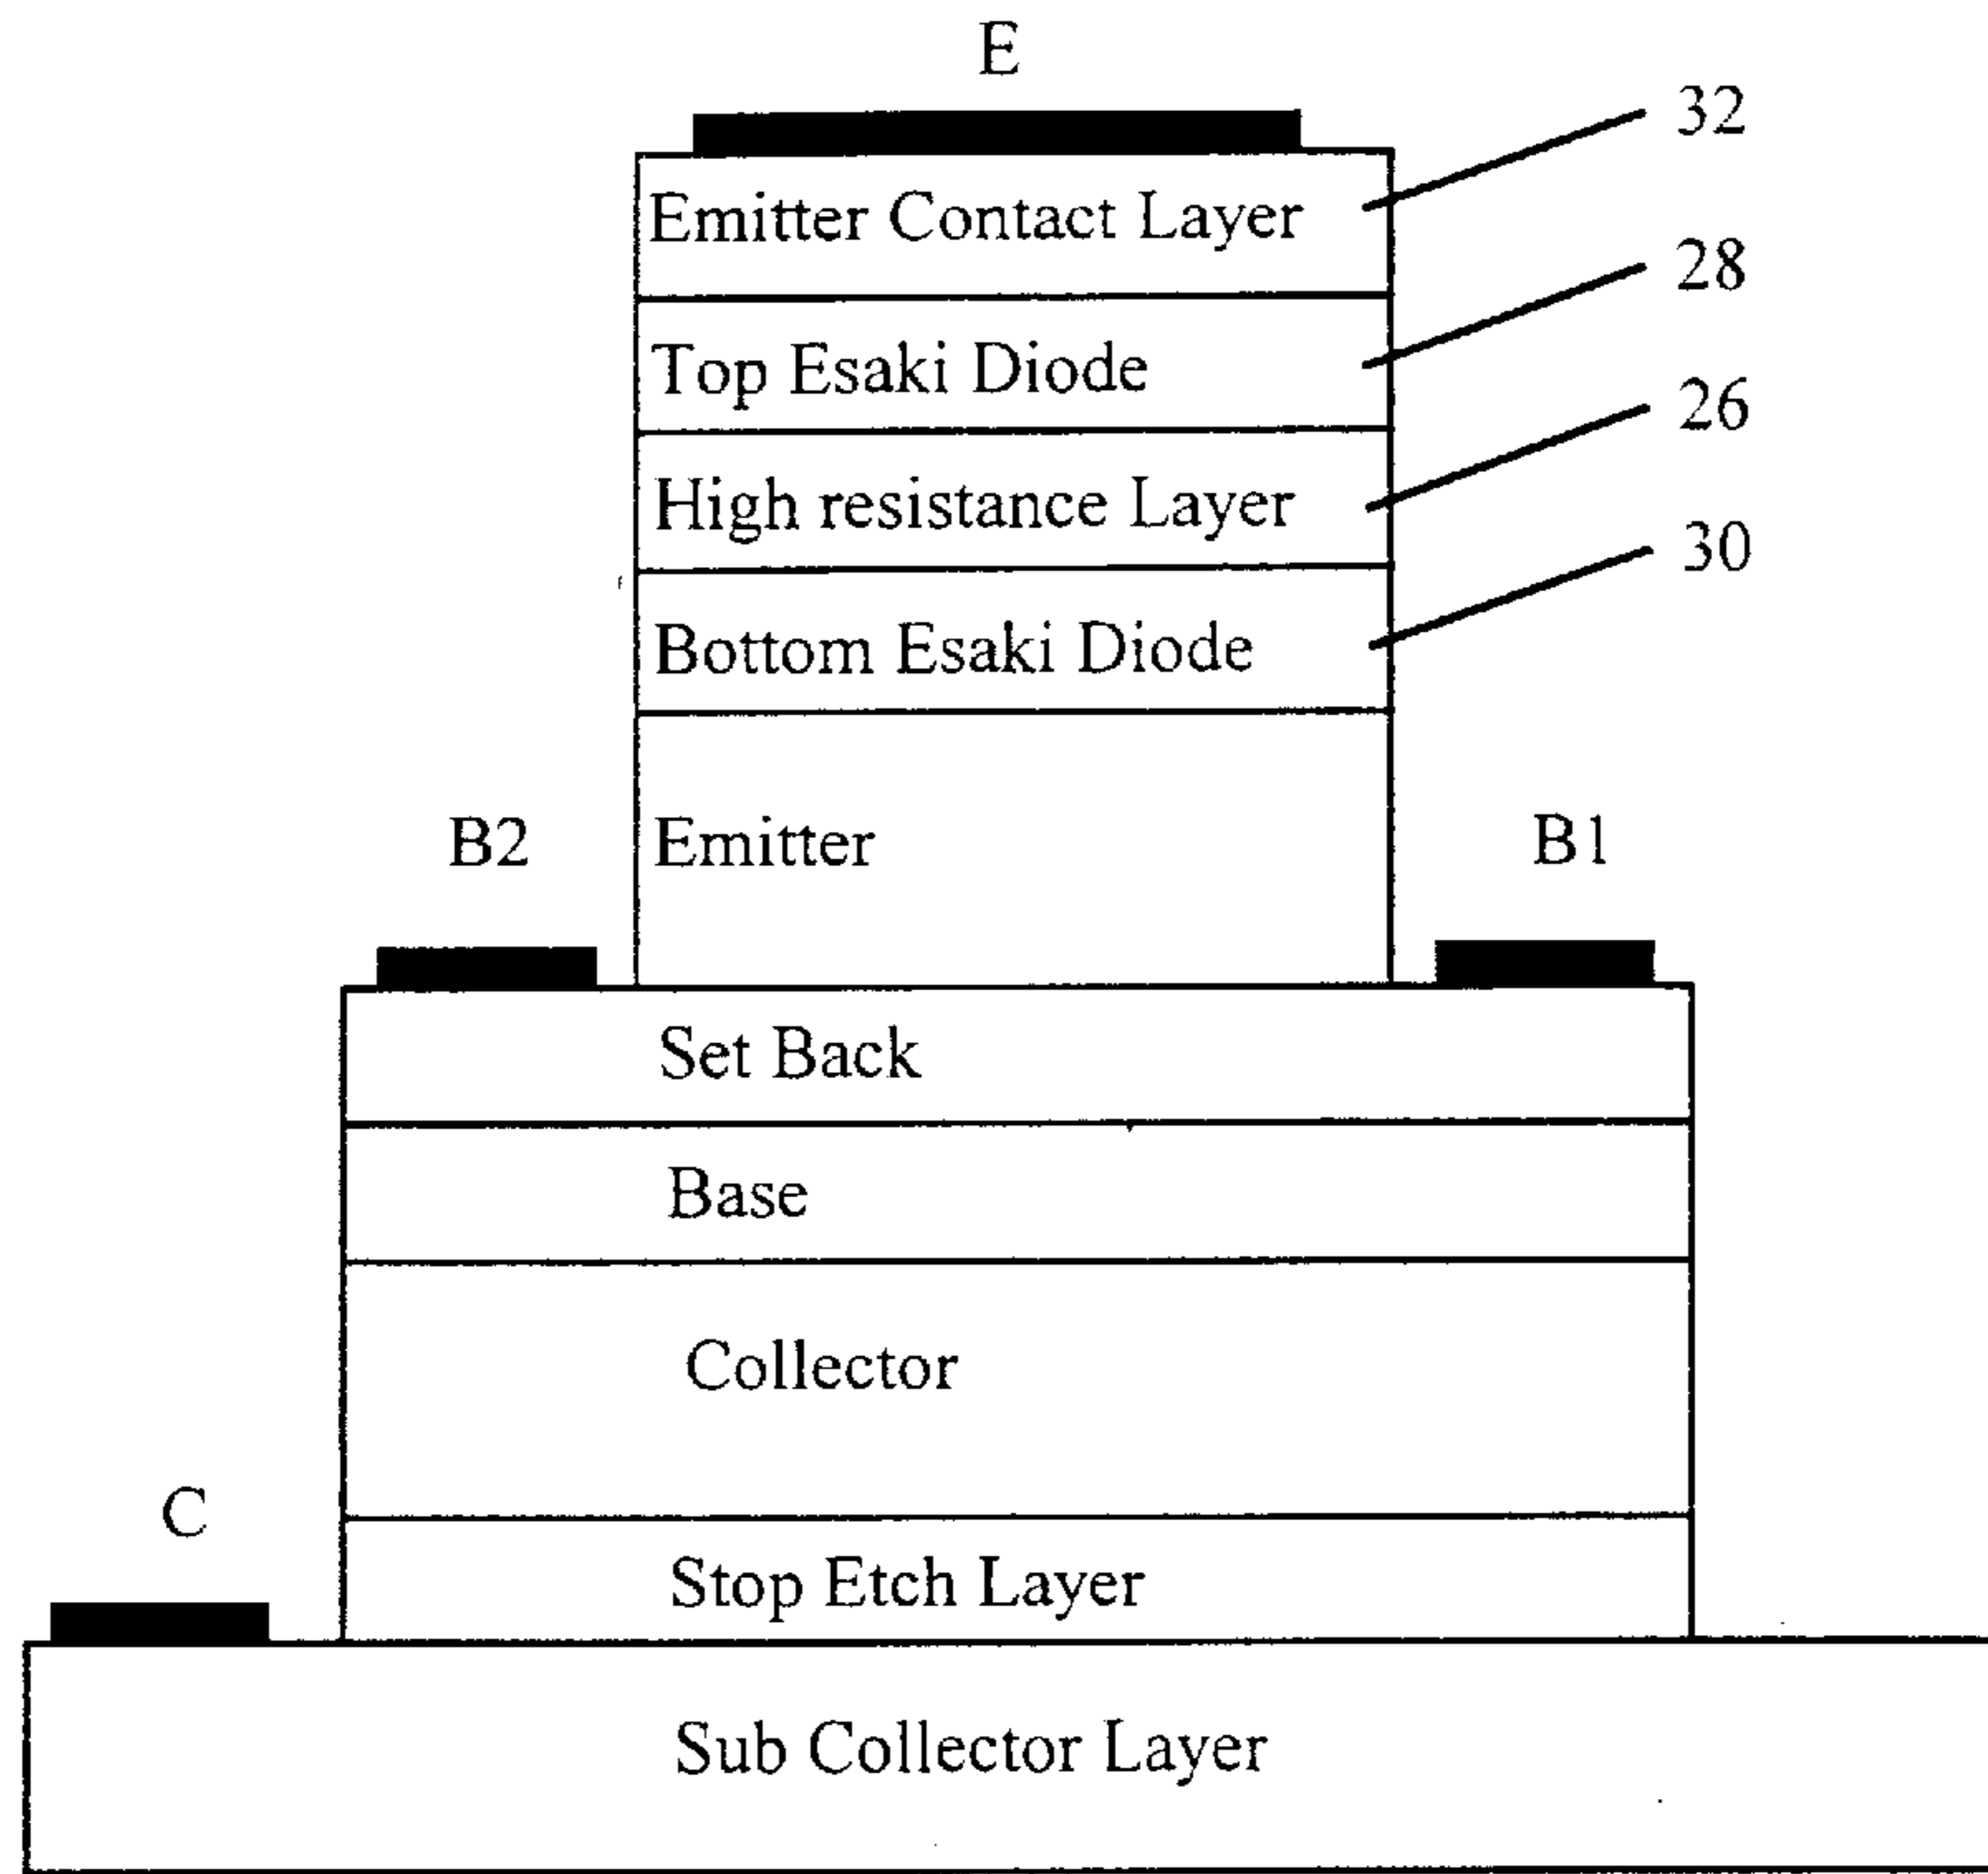 E
32
Emitter Contact Layer
28
Top Esaki Diode
26
High resistance Layer
30
Bottom Esaki Diode
B2
Emitter
B1
Set Back
Base
Collector
C
Stop Etch Layer
Sub Collector Layer